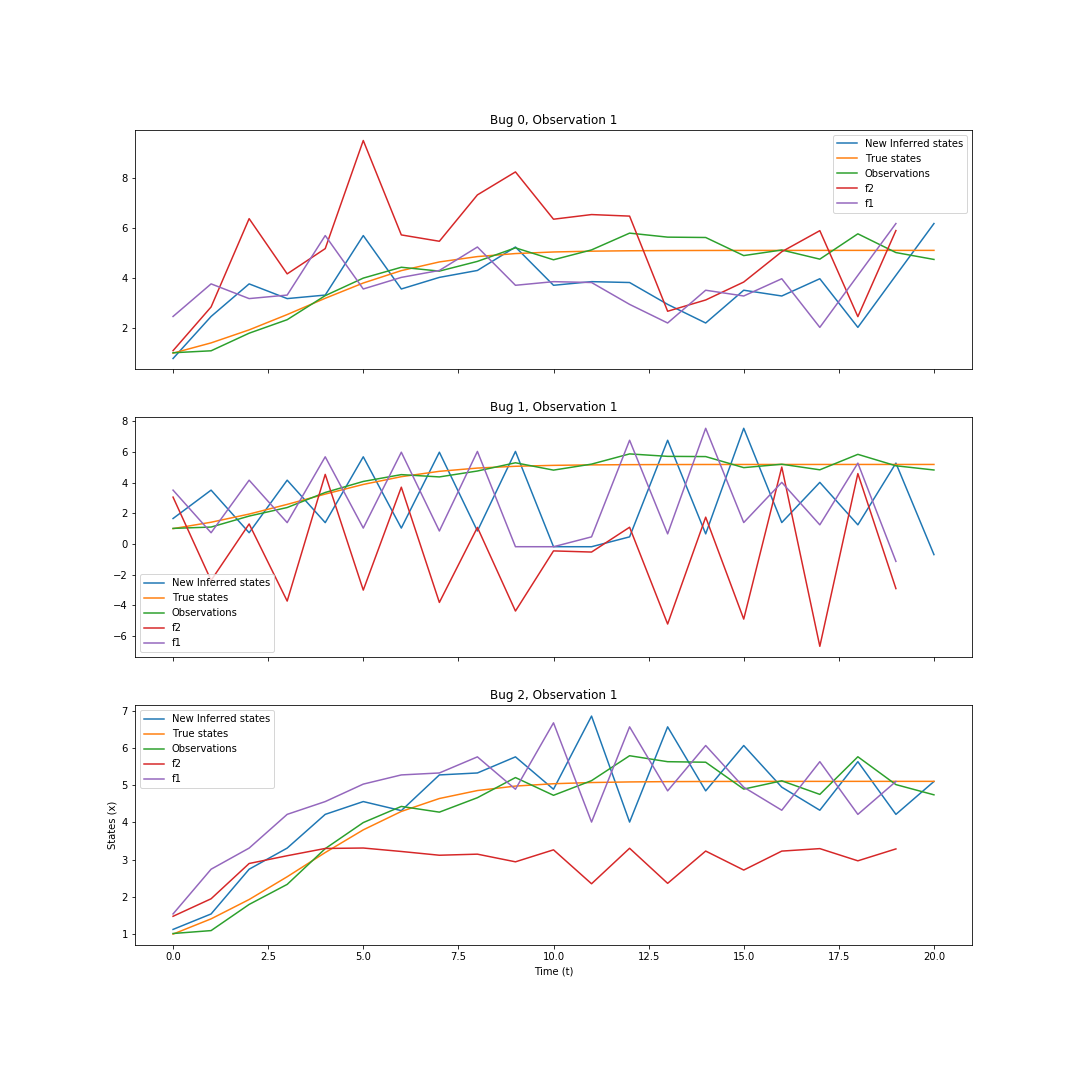 Bug 0, Observation 1
8
6
4
2
New Inferred states
True states
Observations
f2
f1
Bug 1, Observation 1
8
6
4
2
0
−2
−4
−6
New Inferred states
True states
Observations
f2
f1
Bug 2, Observation 1
7
6
5
4
3
2
1
States (x)
New Inferred states
True states
Observations
f2
f1
0.0 2.5 5.0 7.5 10.0 12.5 15.0 17.5 20.0
Time (t)